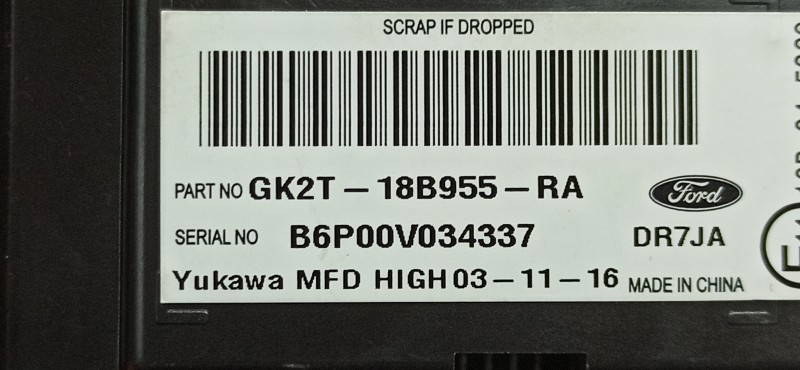 SCRAP IF DROPPED
PART NO GK2T-18B955-RA
Ford
SERIAL NO B6P00V034337 DR7JA
Yukawa MFD HIGH 03-11-16 MADE IN CHINA